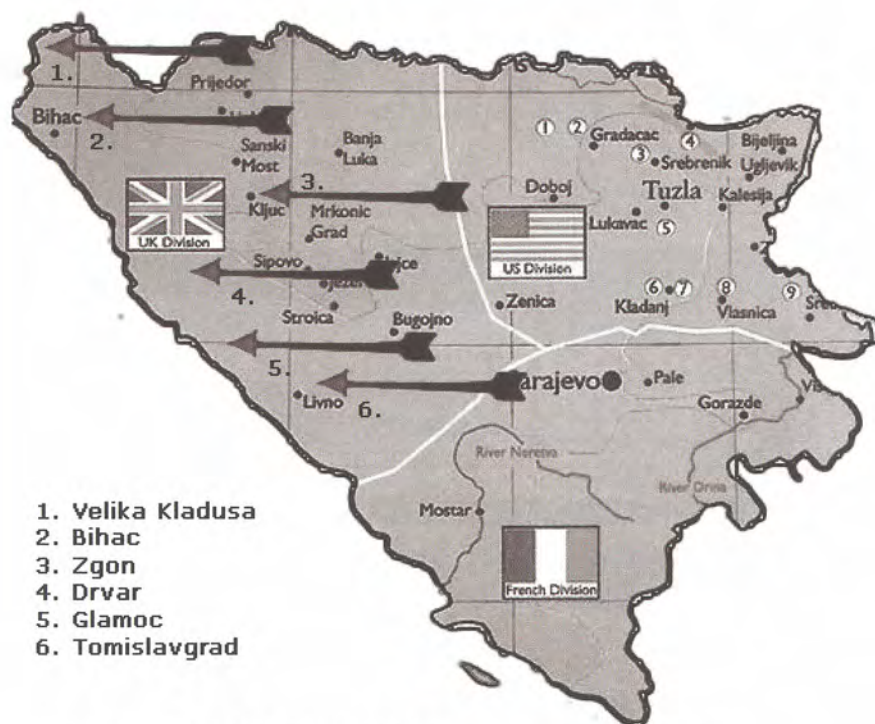 1.
Prijedor
Bihac
2.
Sanski
Most
Banja
Luka
1
2
Gradacac
4
3
Srebrenik
Bijeljina
Ugljevik
3.
Kljuc
Mrkonic
Grad
Doboj
Tuzla
Lukavac
5
Kalesija
UK Division
US Division
4.
Sipovo
Stroica
Bugojno
Zenica
6
7
Kladanj
8
Vlasnica
9
5.
6.
Livno
Pale
Gorazde
River Neretva
River Drina
Mostar
French Division
1. Velika Kladusa
2. Bihac
3. Zgon
4. Drvar
5. Glamoc
6. Tomislavgrad